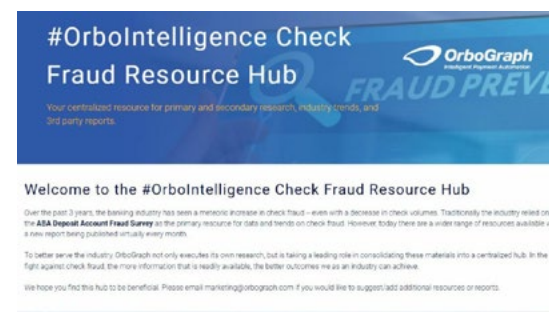 #OrboIntelligence Check
Fraud Resource Hub
OrboGraph
Intelligent Payment Automation
FRAUD PREVE
Your centralized resource for primary and secondary research, industry trends, and
3rd party reports.
Welcome to the #OrboIntelligence Check Fraud Resource Hub
Over the past 3 years, the banking industry has seen a meteoric increase in check fraud – even with a decrease in check volumes. Traditionally the industry relied on
the ABA Deposit Account Fraud Survey as the primary resource for data and trends on check fraud. However, today there are a wider range of resources available
a new report being published virtually every month.
To better serve the industry, OrboGraph not only executes its own research, but is taking a leading role in consolidating these materials into a centralized hub. In the
fight against check fraud, the more information that is readily available, the better outcomes we as an industry can achieve.
We hope you find this hub to be beneficial. Please email marketing@orbograph.com if you would like to suggest/add additional resources or reports.